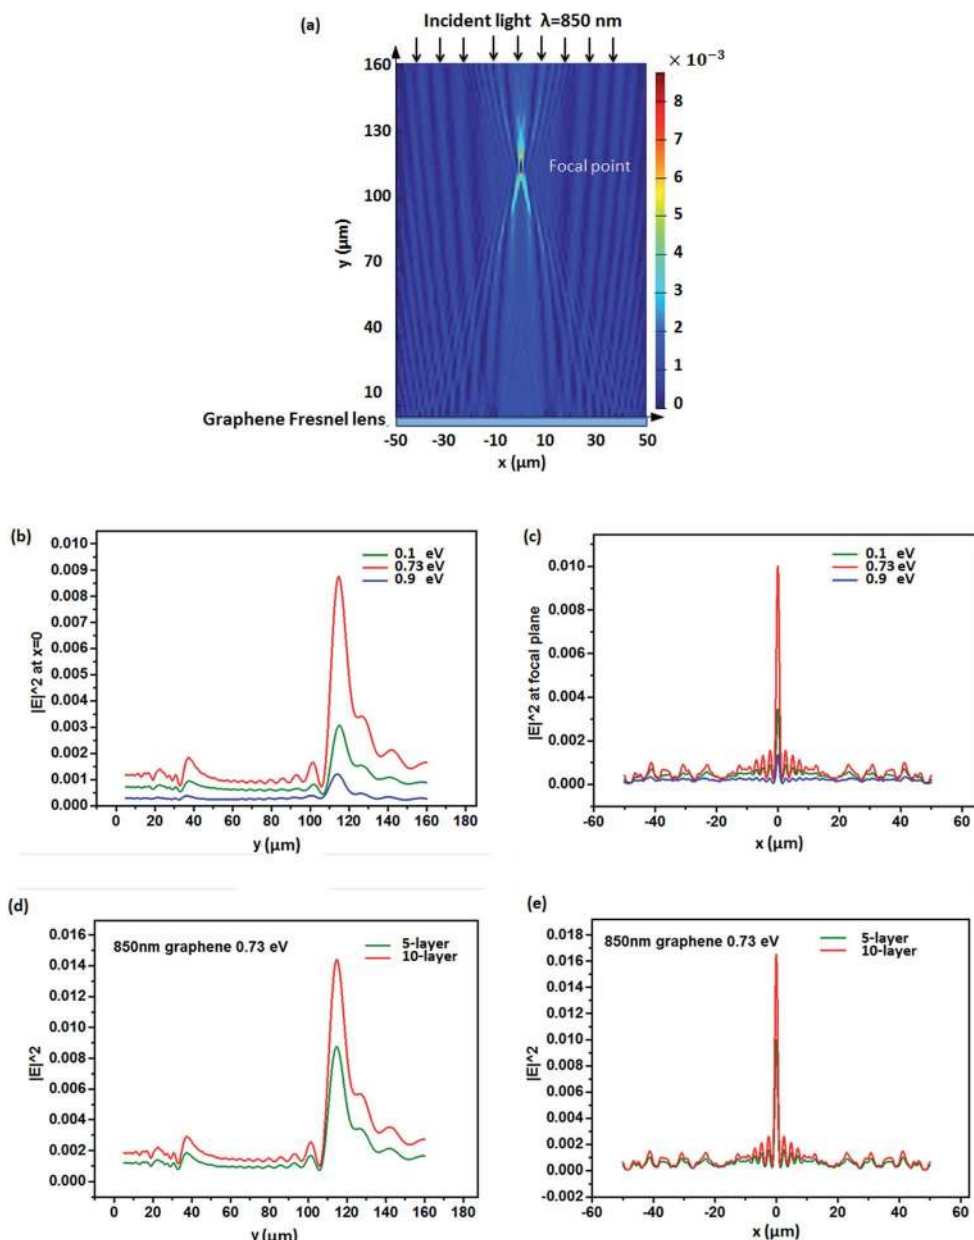 (a)
Incident light λ=850 nm
× 10⁻³
160
130
100
70
40
10
y (μm)
Focal point
8
7
6
5
4
3
2
1
0
Graphene Fresnel lens
-50 -30 -10 10 30 50
x (μm)
(b)
0.010
0.009
0.008
0.007
0.006
0.005
0.004
0.003
0.002
0.001
0.000
|E|^2 at x=0
0.1 eV
0.73 eV
0.9 eV
0 20 40 60 80 100 120 140 160 180
y (μm)
(c)
0.010
0.008
0.006
0.004
0.002
0.000
|E|^2 at focal plane
0.1 eV
0.73 eV
0.9 eV
-60 -40 -20 0 20 40 60
x (μm)
(d)
0.016
0.014
0.012
0.010
0.008
0.006
0.004
0.002
0.000
|E|^2
850nm graphene 0.73 eV
5-layer
10-layer
0 20 40 60 80 100 120 140 160 180
y (μm)
(e)
0.018
0.016
0.014
0.012
0.010
0.008
0.006
0.004
0.002
0.000
-0.002
|E|^2
850nm graphene 0.73 eV
5-layer
10-layer
-60 -40 -20 0 20 40 60
x (μm)